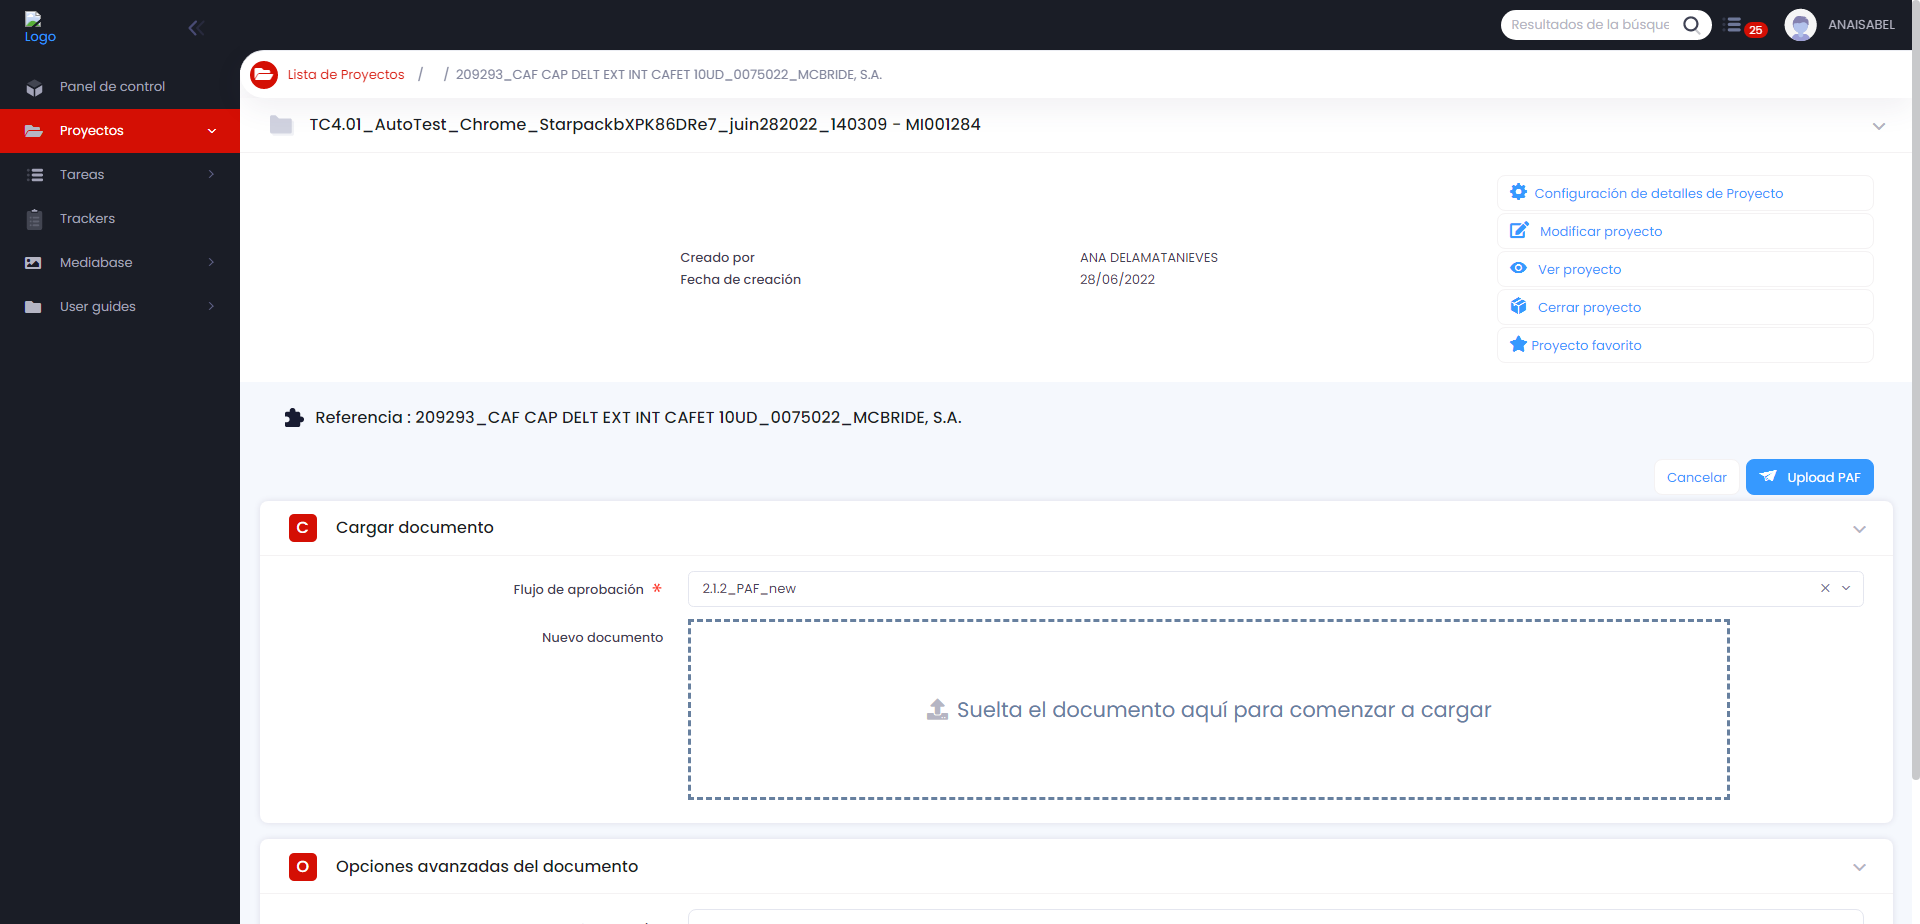 Logo
Resultados de la búsque
25
ANAISABEL
Panel de control
Proyectos
Tareas
Trackers
Mediabase
User guides
Lista de Proyectos / / 209293_CAF CAP DELT EXT INT CAFET 10UD_0075022_MCBRIDE, S.A.
TC4.01_AutoTest_Chrome_StarpackbXPK86DRe7_juin282022_140309 - MI001284
Creado por ANA DELAMATANIEVES
Fecha de creación 28/06/2022
Configuración de detalles de Proyecto
Modificar proyecto
Ver proyecto
Cerrar proyecto
Proyecto favorito
Referencia : 209293_CAF CAP DELT EXT INT CAFET 10UD_0075022_MCBRIDE, S.A.
Cancelar
Upload PAF
C Cargar documento
Flujo de aprobación * 2.1.2_PAF_new
Nuevo documento
Suelta el documento aquí para comenzar a cargar
O Opciones avanzadas del documento